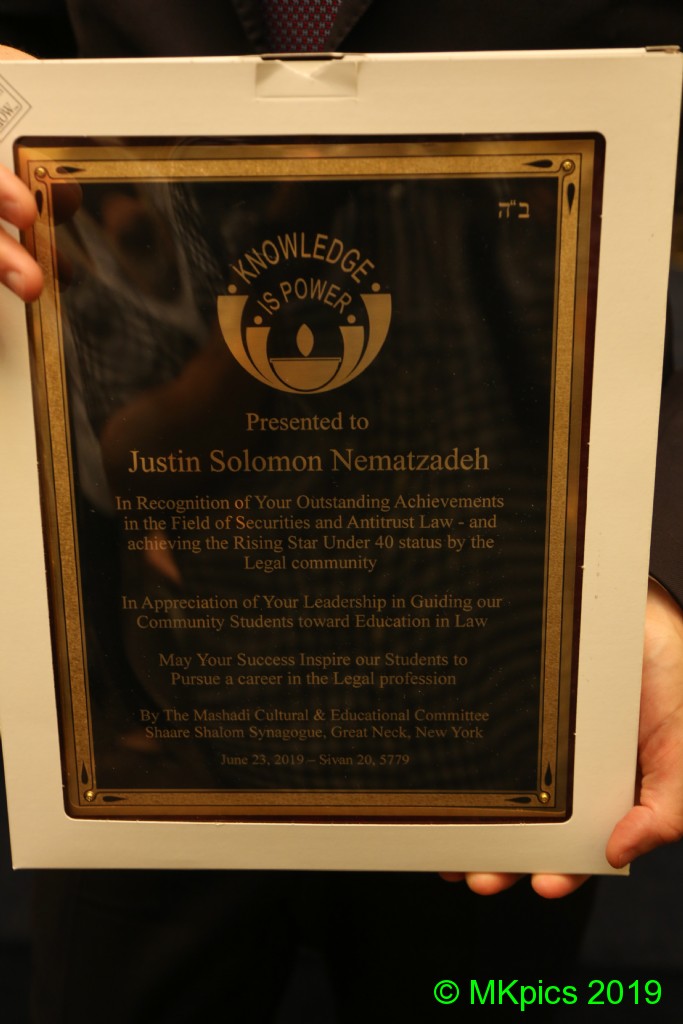 ב"ה
KNOWLEDGE
IS POWER
Presented to
Justin Solomon Nematzadeh
In Recognition of Your Outstanding Achievements
in the Field of Securities and Antitrust Law - and
achieving the Rising Star Under 40 status by the
Legal community
In Appreciation of Your Leadership in Guiding our
Community Students toward Education in Law
May Your Success Inspire our Students to
Pursue a career in the Legal profession
By The Mashadi Cultural & Educational Committee
Shaare Shalom Synagogue, Great Neck, New York
June 23, 2019 – Sivan 20, 5779
© MKpics 2019